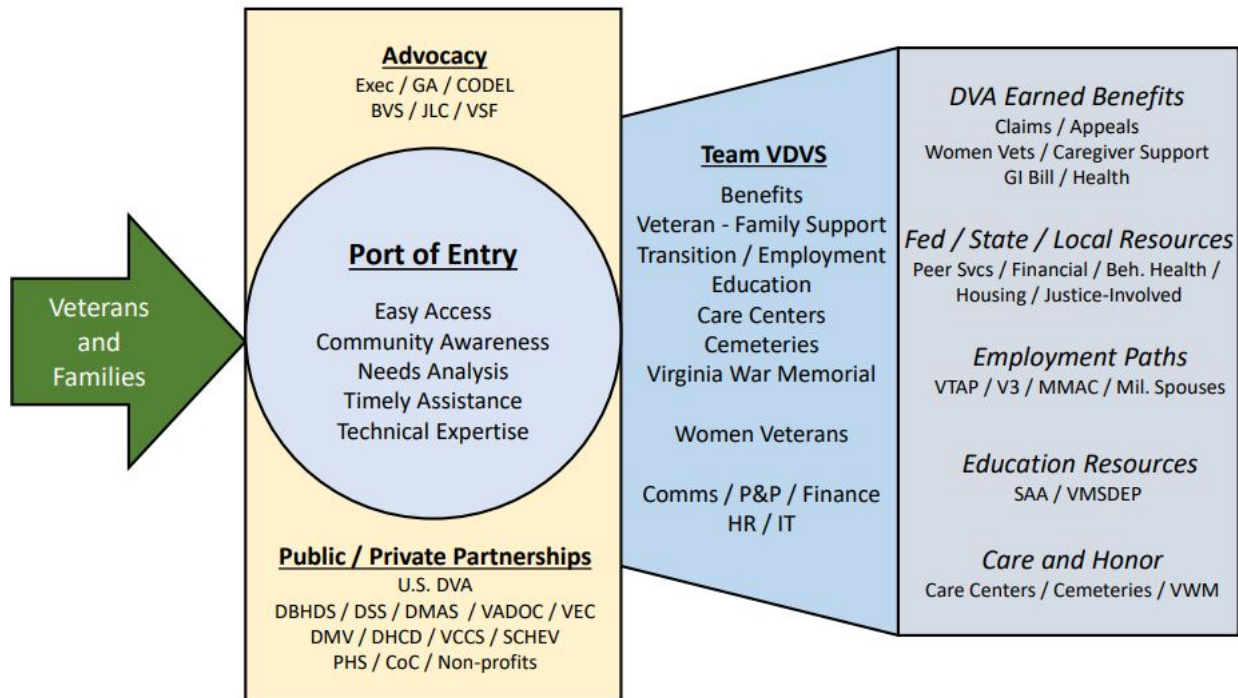 Veterans
and
Families
Advocacy
Exec / GA / CODEL
BVS / JLC / VSF
Port of Entry
Easy Access
Community Awareness
Needs Analysis
Timely Assistance
Technical Expertise
Public / Private Partnerships
U.S. DVA
DBHDS / DSS / DMAS / VADOC / VEC
DMV / DHCD / VCCS / SCHEV
PHS / CoC / Non-profits
Team VDVS
Benefits
Veteran - Family Support
Transition / Employment
Education
Care Centers
Cemeteries
Virginia War Memorial
Women Veterans
Comms / P&P / Finance
HR / IT
DVA Earned Benefits
Claims / Appeals
Women Vets / Caregiver Support
GI Bill / Health
Fed / State / Local Resources
Peer Svcs / Financial / Beh. Health /
Housing / Justice-Involved
Employment Paths
VTAP / V3 / MMAC / Mil. Spouses
Education Resources
SAA / VMSDEP
Care and Honor
Care Centers / Cemeteries / VWM